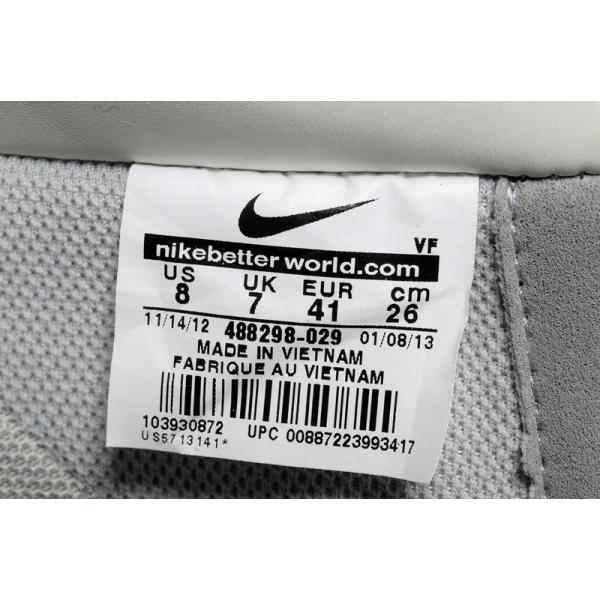 VF
nikebetterworld.com
US UK EUR cm
8 7 41 26
11/14/12 488298-029 01/08/13
MADE IN VIETNAM
FABRIQUE AU VIETNAM
103930872 UPC 00887223993417
US5713141*